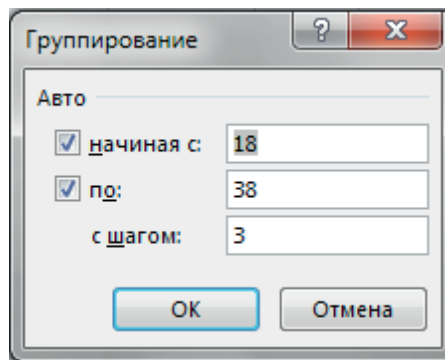 Группирование
Авто
начиная с: 18
по: 38
с шагом: 3
ОК Отмена